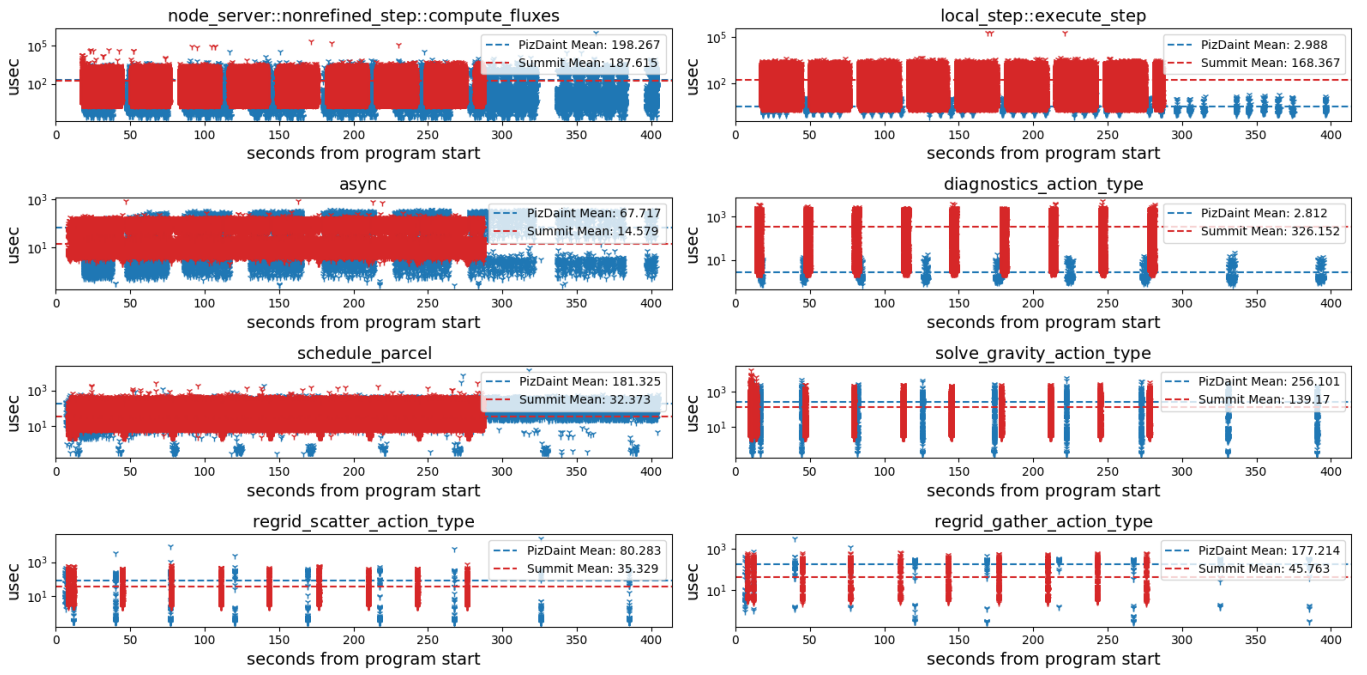 node_server::nonrefined_step::compute_fluxes
usec
10^5
10^2
PizDaint Mean: 198.267
Summit Mean: 187.615
0 50 100 150 200 250 300 350 400
seconds from program start
local_step::execute_step
usec
10^5
10^2
PizDaint Mean: 2.988
Summit Mean: 168.367
0 50 100 150 200 250 300 350 400
seconds from program start
async
usec
10^3
10^1
PizDaint Mean: 67.717
Summit Mean: 14.579
0 50 100 150 200 250 300 350 400
seconds from program start
diagnostics_action_type
usec
10^3
10^1
PizDaint Mean: 2.812
Summit Mean: 326.152
0 50 100 150 200 250 300 350 400
seconds from program start
schedule_parcel
usec
10^3
10^1
PizDaint Mean: 181.325
Summit Mean: 32.373
0 50 100 150 200 250 300 350 400
seconds from program start
solve_gravity_action_type
usec
10^3
10^1
PizDaint Mean: 256.101
Summit Mean: 139.17
0 50 100 150 200 250 300 350 400
seconds from program start
regrid_scatter_action_type
usec
10^3
10^1
PizDaint Mean: 80.283
Summit Mean: 35.329
0 50 100 150 200 250 300 350 400
seconds from program start
regrid_gather_action_type
usec
10^3
10^1
PizDaint Mean: 177.214
Summit Mean: 45.763
0 50 100 150 200 250 300 350 400
seconds from program start